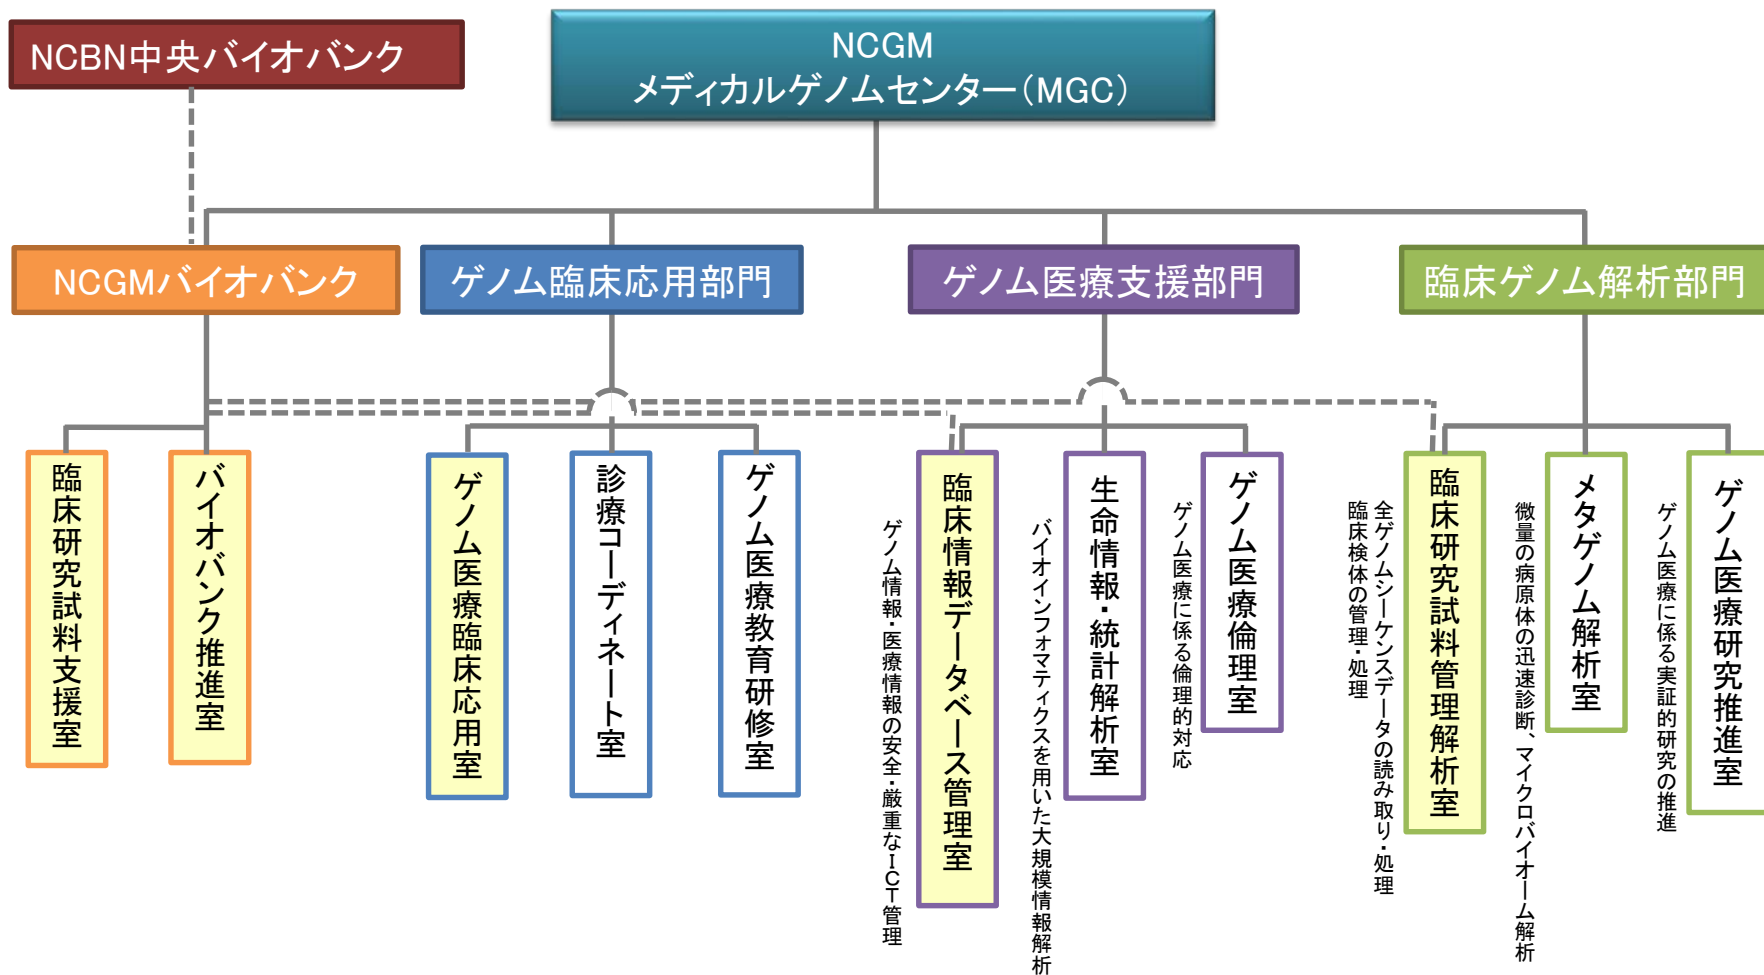 NCBN中央バイオバンク
NCGM
メディカルゲノムセンター（MGC）
NCGMバイオバンク
ゲノム臨床応用部門
ゲノム医療支援部門
臨床ゲノム解析部門
臨床研究試料支援室
バイオバンク推進室
ゲノム医療臨床応用室
診療コーディネート室
ゲノム医療教育研修室
臨床情報データベース管理室
ゲノム情報・医療情報の安全・厳重なICT管理
生命情報・統計解析室
バイオインフォマティクスを用いた大規模情報解析
ゲノム医療倫理室
ゲノム医療に係る倫理的対応
臨床研究試料管理解析室
全ゲノムシーケンスデータの読み取り・処理
臨床検体の管理・処理
メタゲノム解析室
微量の病原体の迅速診断、マイクロバイオーム解析
ゲノム医療研究推進室
ゲノム医療に係る実証的研究の推進